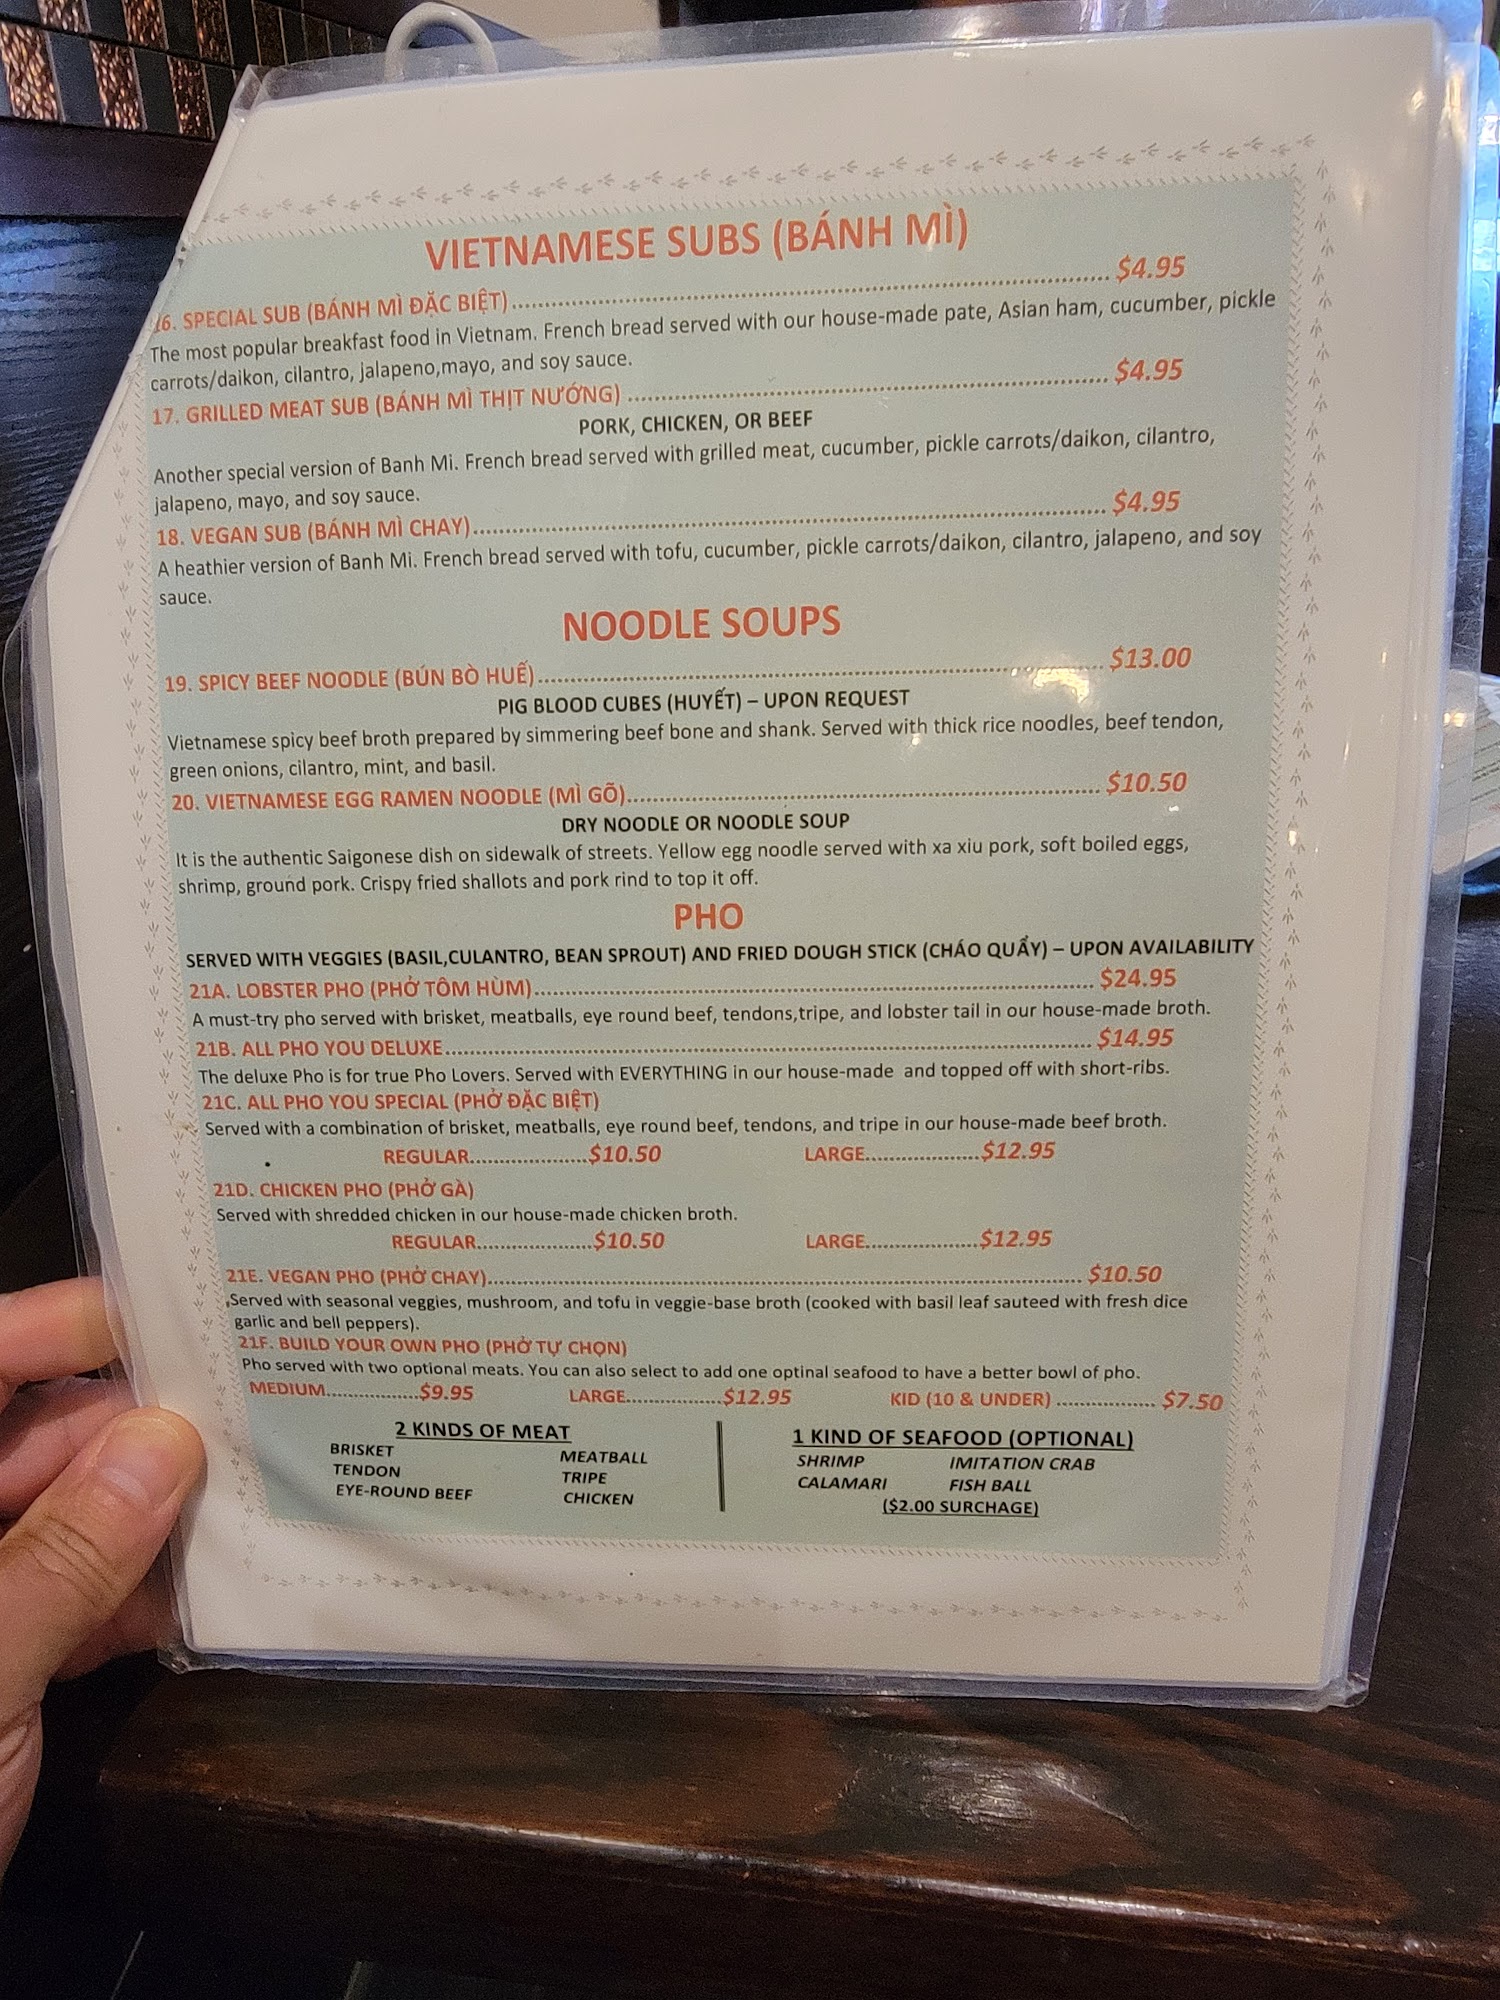 VIETNAMESE SUBS (BÁNH MÌ)
16. SPECIAL SUB (BÁNH MÌ ĐẶC BIỆT)........................................ $4.95
The most popular breakfast food in Vietnam. French bread served with our house-made pate, Asian ham, cucumber, pickle
carrots/daikon, cilantro, jalapeno,mayo, and soy sauce.
17. GRILLED MEAT SUB (BÁNH MÌ THỊT NƯỚNG) ........................................ $4.95
PORK, CHICKEN, OR BEEF
Another special version of Banh Mi. French bread served with grilled meat, cucumber, pickle carrots/daikon, cilantro,
jalapeno, mayo, and soy sauce.
18. VEGAN SUB (BÁNH MÌ CHAY)........................................ $4.95
A heathier version of Banh Mi. French bread served with tofu, cucumber, pickle carrots/daikon, cilantro, jalapeno, and soy
sauce.
NOODLE SOUPS
19. SPICY BEEF NOODLE (BÚN BÒ HUẾ)........................................ $13.00
PIG BLOOD CUBES (HUYẾT) – UPON REQUEST
Vietnamese spicy beef broth prepared by simmering beef bone and shank. Served with thick rice noodles, beef tendon,
green onions, cilantro, mint, and basil.
20. VIETNAMESE EGG RAMEN NOODLE (MÌ GÕ)........................................ $10.50
DRY NOODLE OR NOODLE SOUP
It is the authentic Saigonese dish on sidewalk of streets. Yellow egg noodle served with xa xiu pork, soft boiled eggs,
shrimp, ground pork. Crispy fried shallots and pork rind to top it off.
PHO
SERVED WITH VEGGIES (BASIL,CULANTRO, BEAN SPROUT) AND FRIED DOUGH STICK (CHÁO QUẨY) – UPON AVAILABILITY
21A. LOBSTER PHO (PHỞ TÔM HÙM)........................................ $24.95
A must-try pho served with brisket, meatballs, eye round beef, tendons,tripe, and lobster tail in our house-made broth.
21B. ALL PHO YOU DELUXE........................................ $14.95
The deluxe Pho is for true Pho Lovers. Served with EVERYTHING in our house-made and topped off with short-ribs.
21C. ALL PHO YOU SPECIAL (PHỞ ĐẶC BIỆT)
Served with a combination of brisket, meatballs, eye round beef, tendons, and tripe in our house-made beef broth.
REGULAR....................$10.50 LARGE....................$12.95
21D. CHICKEN PHO (PHỞ GÀ)
Served with shredded chicken in our house-made chicken broth.
REGULAR....................$10.50 LARGE....................$12.95
21E. VEGAN PHO (PHỞ CHAY)........................................ $10.50
Served with seasonal veggies, mushroom, and tofu in veggie-base broth (cooked with basil leaf sauteed with fresh dice
garlic and bell peppers).
21F. BUILD YOUR OWN PHO (PHỞ TỰ CHỌN)
Pho served with two optional meats. You can also select to add one optinal seafood to have a better bowl of pho.
MEDIUM.................$9.95 LARGE.................$12.95 KID (10 & UNDER) ................. $7.50
2 KINDS OF MEAT 1 KIND OF SEAFOOD (OPTIONAL)
BRISKET MEATBALL SHRIMP IMITATION CRAB
TENDON TRIPE CALAMARI FISH BALL
EYE-ROUND BEEF CHICKEN ($2.00 SURCHAGE)